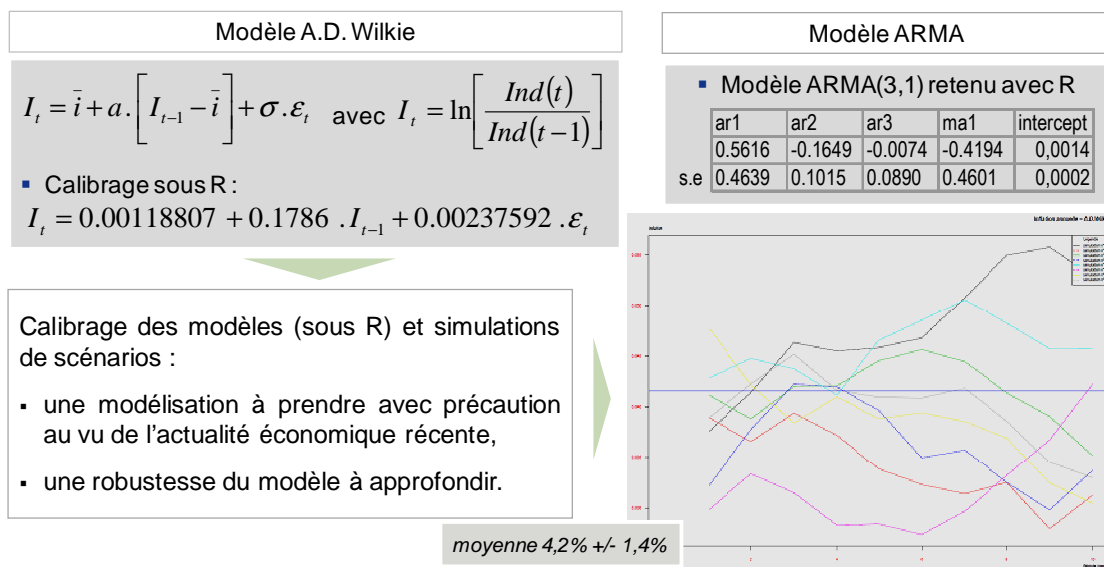 Modèle A.D. Wilkie
I_t = i̅ + a.[I_{t-1} − i̅] + σ.ε_t avec I_t = ln[Ind(t) / Ind(t−1)]
▪ Calibrage sous R :
I_t = 0.00118807 + 0.1786 .I_{t−1} + 0.00237592 .ε_t
Calibrage des modèles (sous R) et simulations
de scénarios :
▪ une modélisation à prendre avec précaution
au vu de l'actualité économique récente,
▪ une robustesse du modèle à approfondir.
Modèle ARMA
▪ Modèle ARMA(3,1) retenu avec R
ar1 ar2 ar3 ma1 intercept
0.5616 -0.1649 -0.0074 -0.4194 0,0014
s.e 0.4639 0.1015 0.0890 0.4601 0,0002
moyenne 4,2% +/- 1,4%